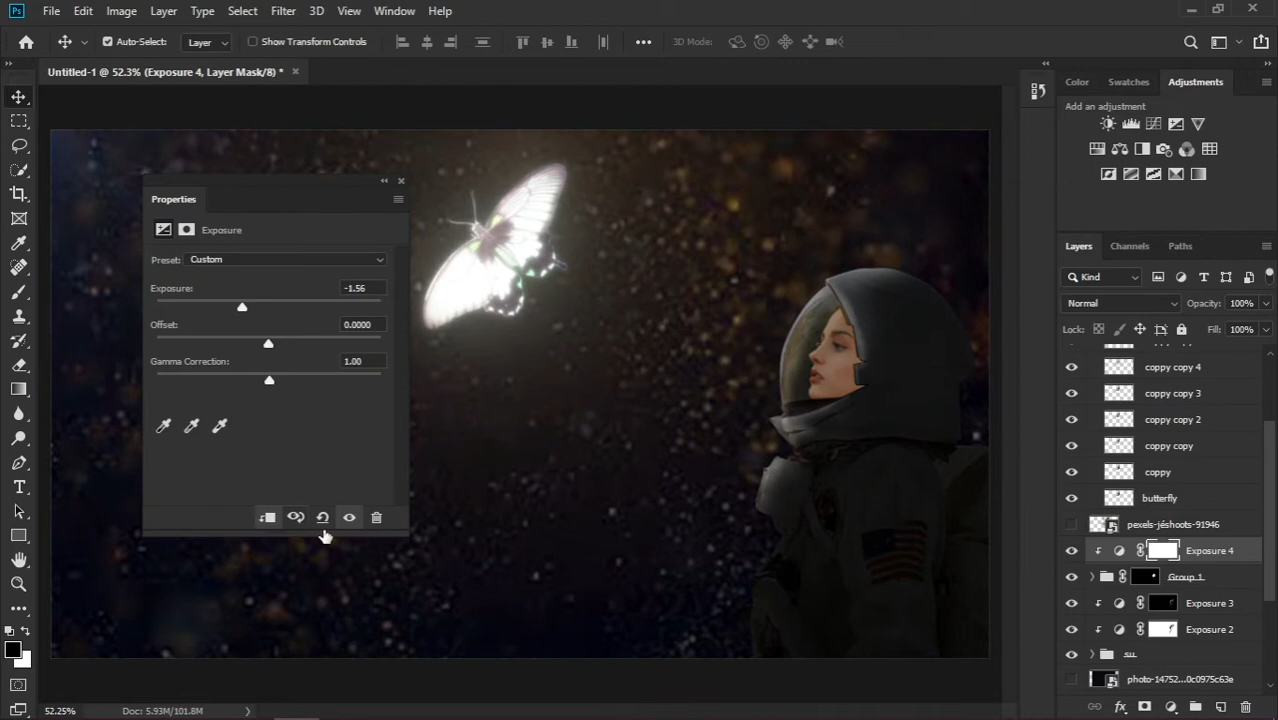 Ps File Edit Image Layer Type Select Filter 3D View Window Help
Auto-Select: Layer Show Transform Controls 3D Mode:
Untitled-1 @ 52.3% (Exposure 4, Layer Mask/8) *
Color Swatches Adjustments
Add an adjustment
Properties
Exposure
Preset: Custom
Exposure: -1.56
Offset: 0.0000
Gamma Correction: 1.00
Layers Channels Paths
Kind
Normal Opacity: 100%
Lock: Fill: 100%
coppy copy 4
coppy copy 3
coppy copy 2
coppy copy
coppy
butterfly
pexels-jéshoots-91946
Exposure 4
Group 1
Exposure 3
Exposure 2
su
photo-14752...0c0975c63e
52.25% Doc: 5.93M/101.8M